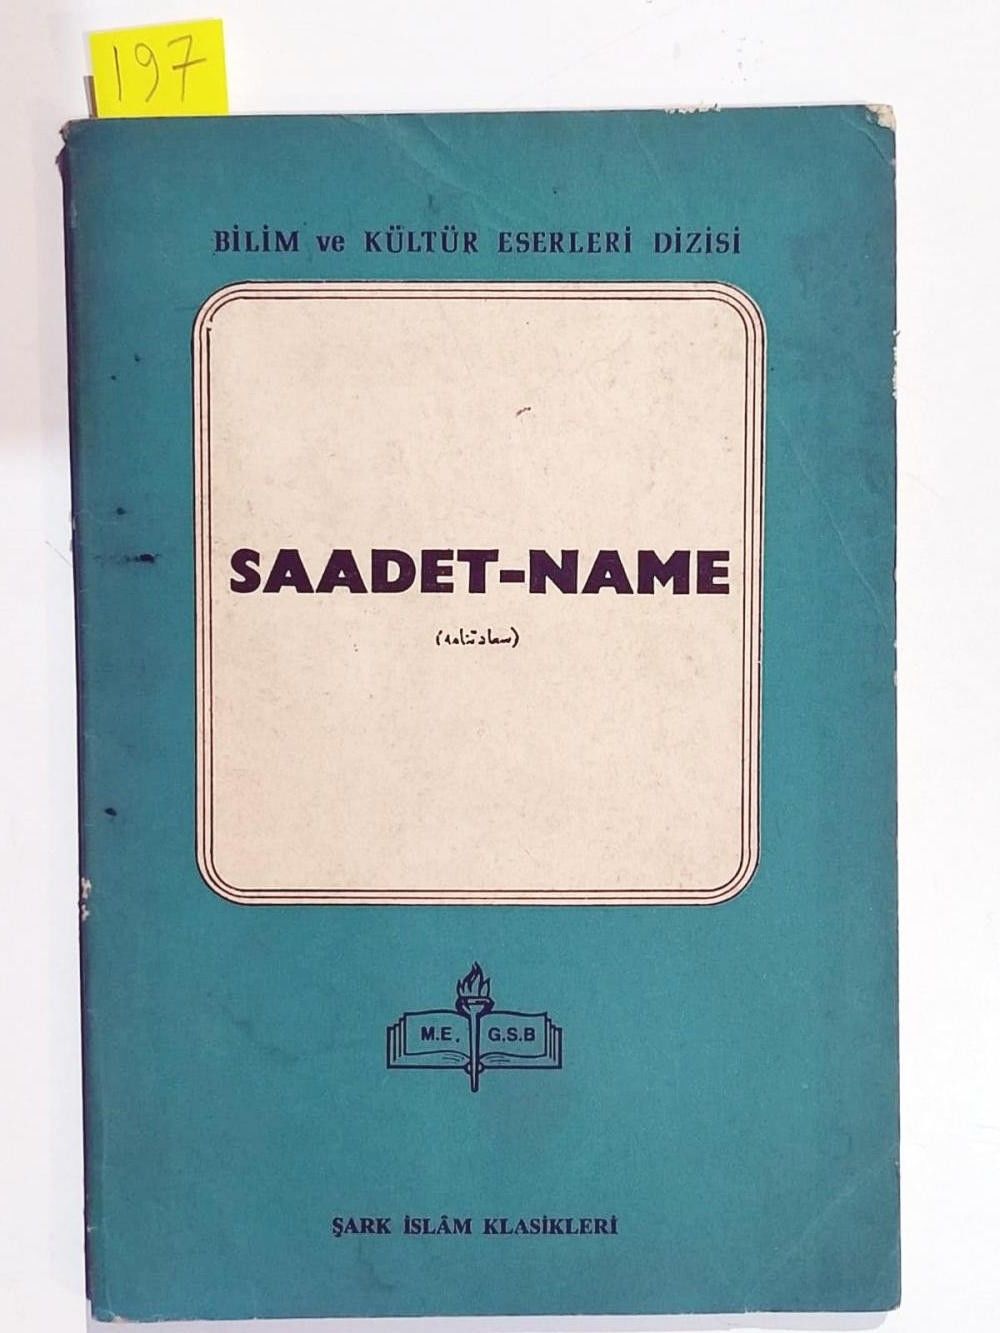 197
BİLİM ve KÜLTÜR ESERLERİ DİZİSİ
SAADET-NAME
(سعادتنامه)
M.E. G.S.B
ŞARK İSLÂM KLASİKLERİ